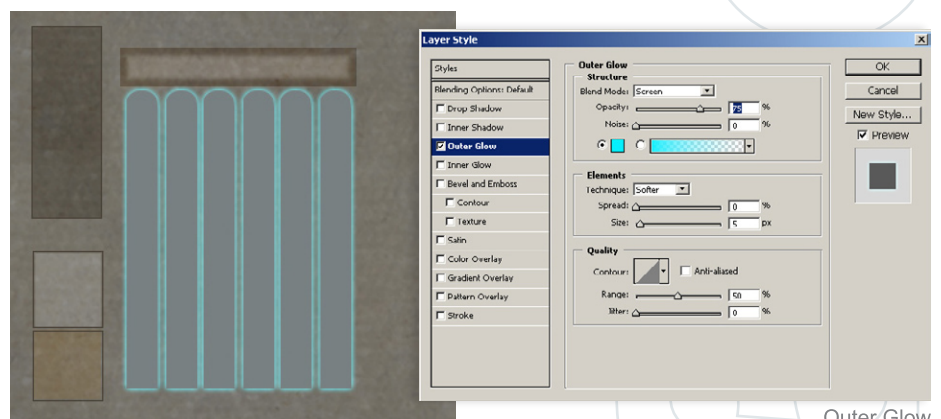 Layer Style
Styles
Blending Options: Default
Drop Shadow
Inner Shadow
Outer Glow
Inner Glow
Bevel and Emboss
Contour
Texture
Satin
Color Overlay
Gradient Overlay
Pattern Overlay
Stroke
Outer Glow
Structure
Blend Mode: Screen
Opacity: 75 %
Noise: 0 %
Elements
Technique: Softer
Spread: 0 %
Size: 5 px
Quality
Contour: Anti-aliased
Range: 50 %
Jitter: 0 %
OK
Cancel
New Style...
Preview
Outer Glow